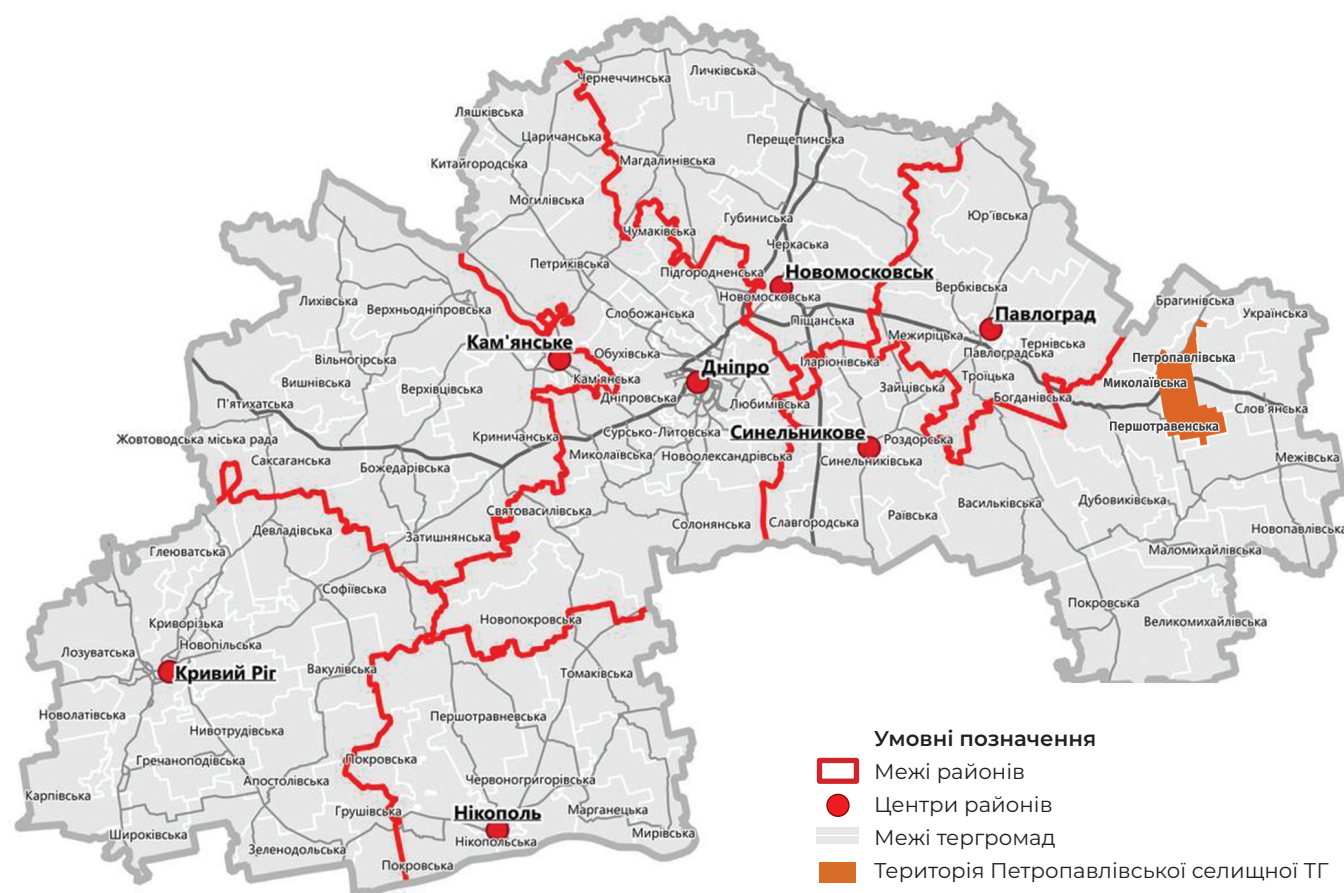 Чернеччинська
Личківська
Ляшківська
Царичанська
Перещепинська
Китайгородська
Магдалинівська
Могилівська
Юр'ївська
Губиниська
Чумаківська
Черкаська
Петриківська
Підгородненська
Новомосковськ
Вербківська
Новомосковська
Лихівська
Верхньодніпровська
Слобожанська
Піщанська
Павлоград
Брагинівська
Українська
Межиріцька
Кам'янське
Обухівська
Тернівська
Павлоградська
Петропавлівська
Вільногірська
Іларіонівська
Дніпро
Троїцька
Вишнівська
Верхівцівська
Кам'янська
Зайцівська
Миколаївська
Дніпровська
Богданівська
П'ятихатська
Любимівська
Слов'янська
Першотравенська
Жовтоводська міська рада
Криничанська
Сурсько-Литовська
Синельникове
Роздорська
Саксаганська
Божедарівська
Миколаївська
Новоолександрівська
Синельниківська
Межівська
Святовасилівська
Васильківська
Дубовиківська
Девладівська
Затишнянська
Солонянська
Славгородська
Раївська
Новопавлівська
Глеюватська
Маломихайлівська
Софіївська
Покровська
Криворізька
Новопокровська
Великомихайлівська
Новопільська
Лозуватська
Кривий Ріг
Вакулівська
Томаківська
Новолатівська
Першотравневська
Нивотрудівська
Гречаноподівська
Покровська
Апостолівська
Червоногригорівська
Карпівська
Грушівська
Нікополь
Марганецька
Широківська
Нікопольська
Мирівська
Зеленодольська
Покровська
Умовні позначення
Межі районів
Центри районів
Межі тергромад
Територія Петропавлівської селищної ТГ